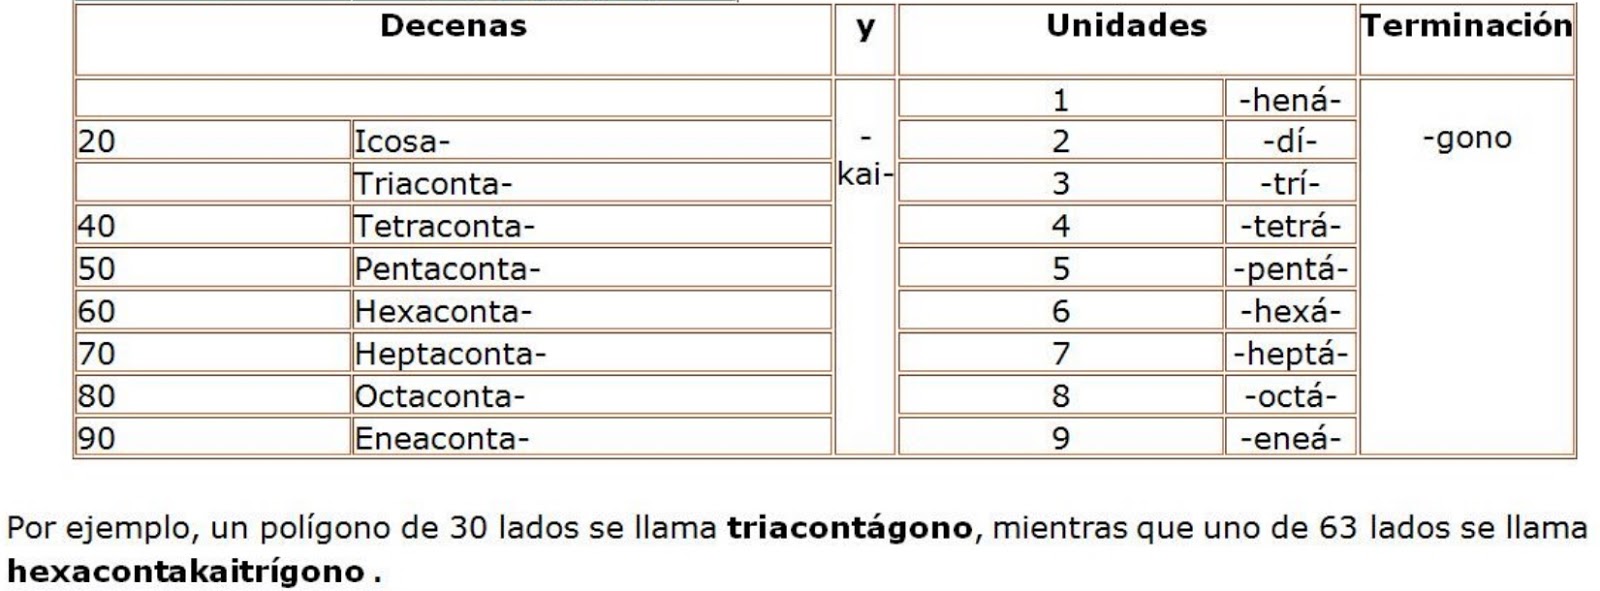 Decenas y Unidades Terminación
1 -hená-
20 Icosa- - 2 -dí- -gono
Triaconta- kai- 3 -trí-
40 Tetraconta- 4 -tetrá-
50 Pentaconta- 5 -pentá-
60 Hexaconta- 6 -hexá-
70 Heptaconta- 7 -heptá-
80 Octaconta- 8 -octá-
90 Eneaconta- 9 -eneá-
Por ejemplo, un polígono de 30 lados se llama triacontágono, mientras que uno de 63 lados se llama
hexacontakaitrígono .